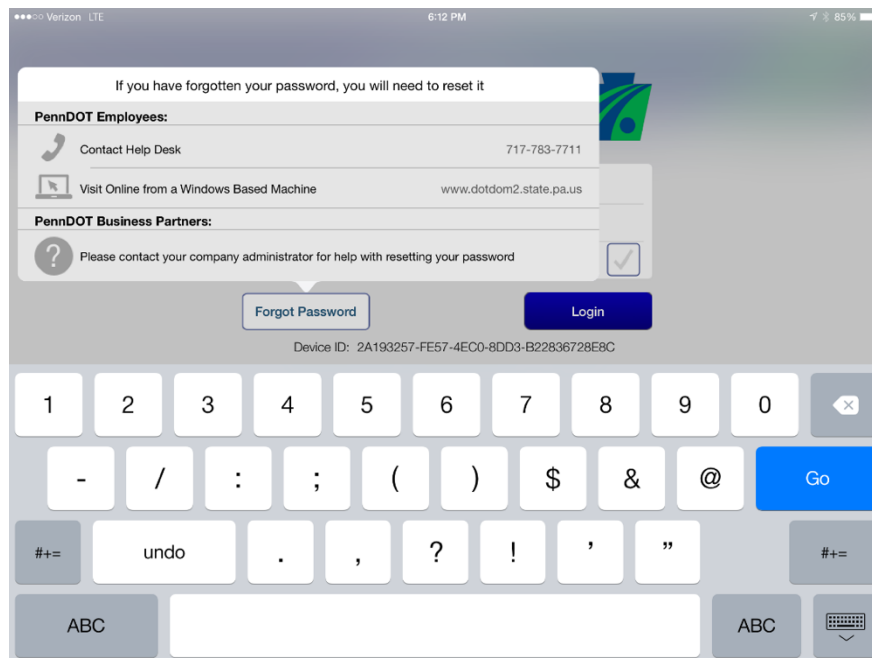 Verizon LTE 6:12 PM 85%
If you have forgotten your password, you will need to reset it
PennDOT Employees:
Contact Help Desk 717-783-7711
Visit Online from a Windows Based Machine www.dotdom2.state.pa.us
PennDOT Business Partners:
? Please contact your company administrator for help with resetting your password
Forgot Password Login
Device ID: 2A193257-FE57-4EC0-8DD3-B22836728E8C
1 2 3 4 5 6 7 8 9 0
- / : ; ( ) $ & @ Go
#+= undo . , ? ! ’ ” #+=
ABC ABC